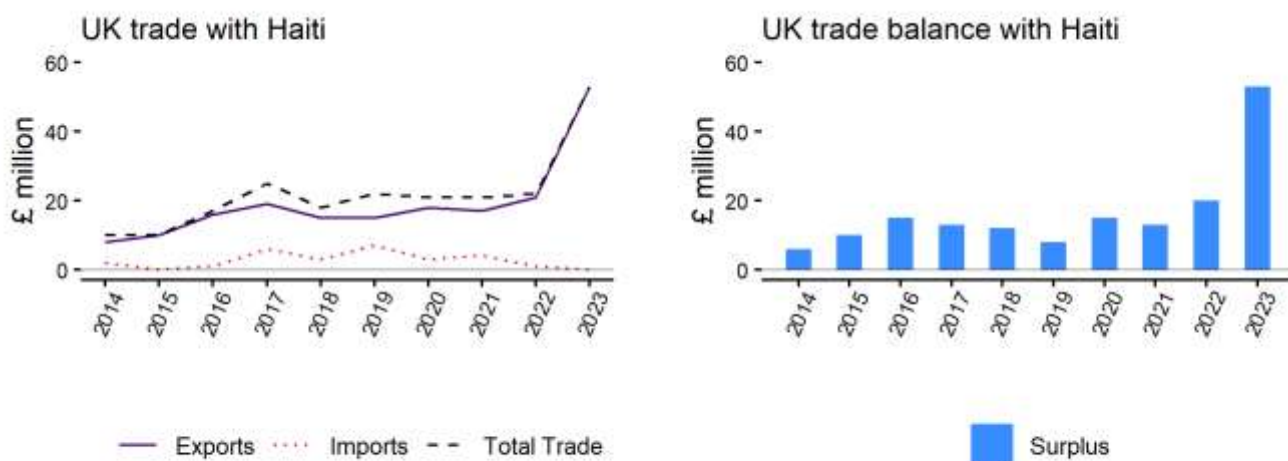 UK trade with Haiti
60
40
20
0
£ million
2014 2015 2016 2017 2018 2019 2020 2021 2022 2023
Exports Imports Total Trade
UK trade balance with Haiti
60
40
20
0
£ million
2014 2015 2016 2017 2018 2019 2020 2021 2022 2023
Surplus